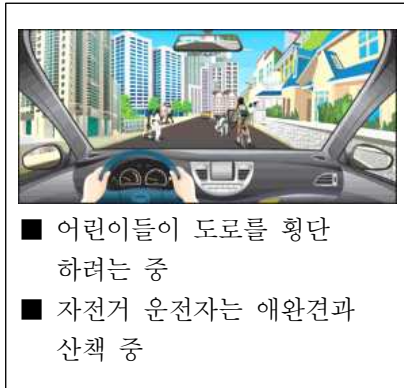 ■ 어린이들이 도로를 횡단
하려는 중
■ 자전거 운전자는 애완견과
산책 중